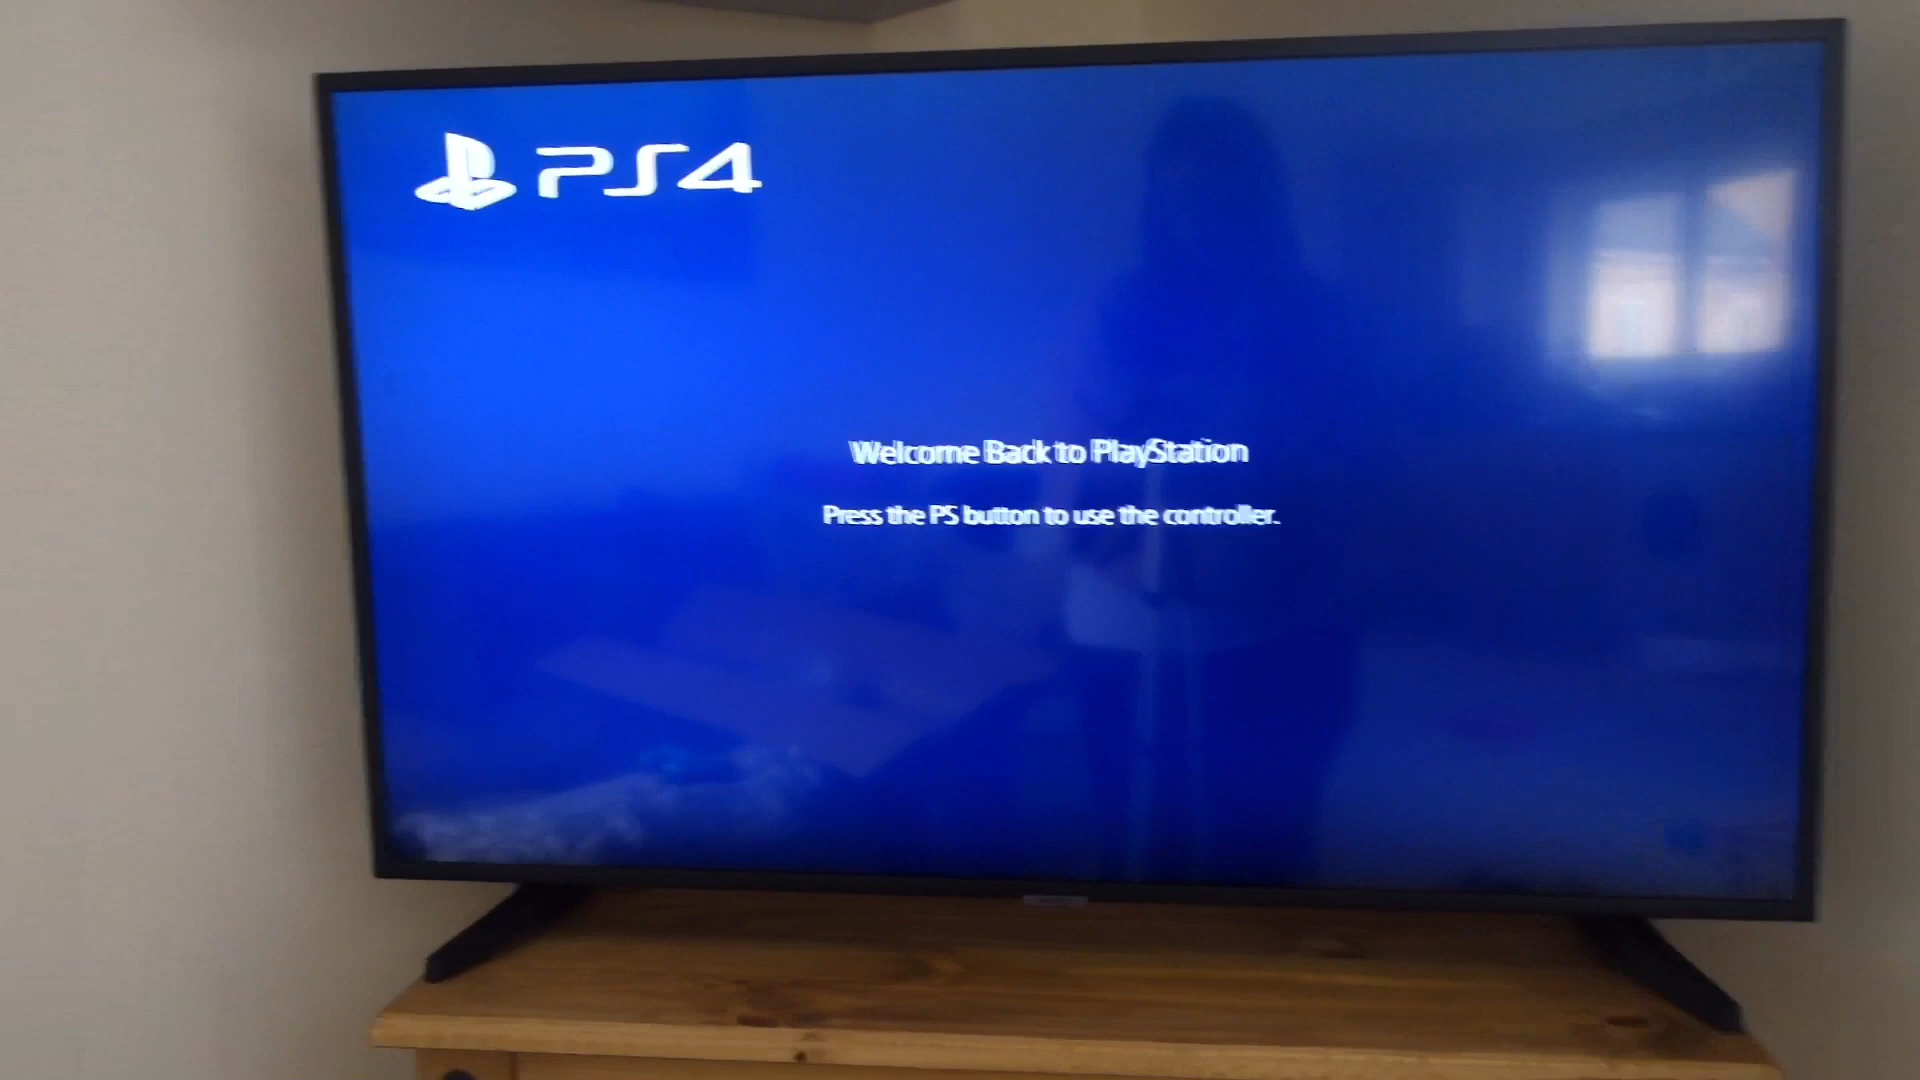 PS4
Welcome Back to PlayStation
Press the PS button to use the controller.